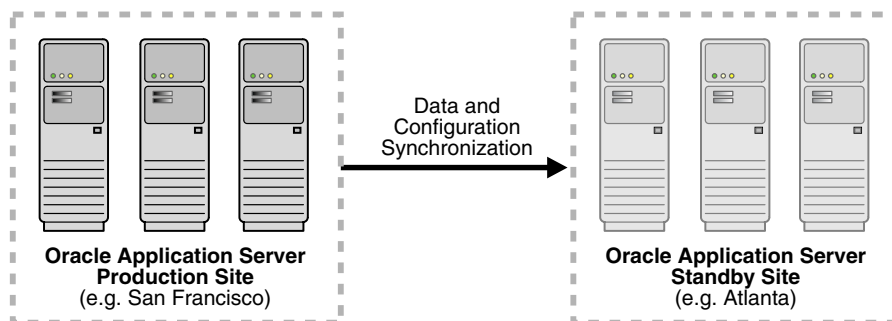 Data and
Configuration
Synchronization
Oracle Application Server
Production Site
(e.g. San Francisco)
Oracle Application Server
Standby Site
(e.g. Atlanta)